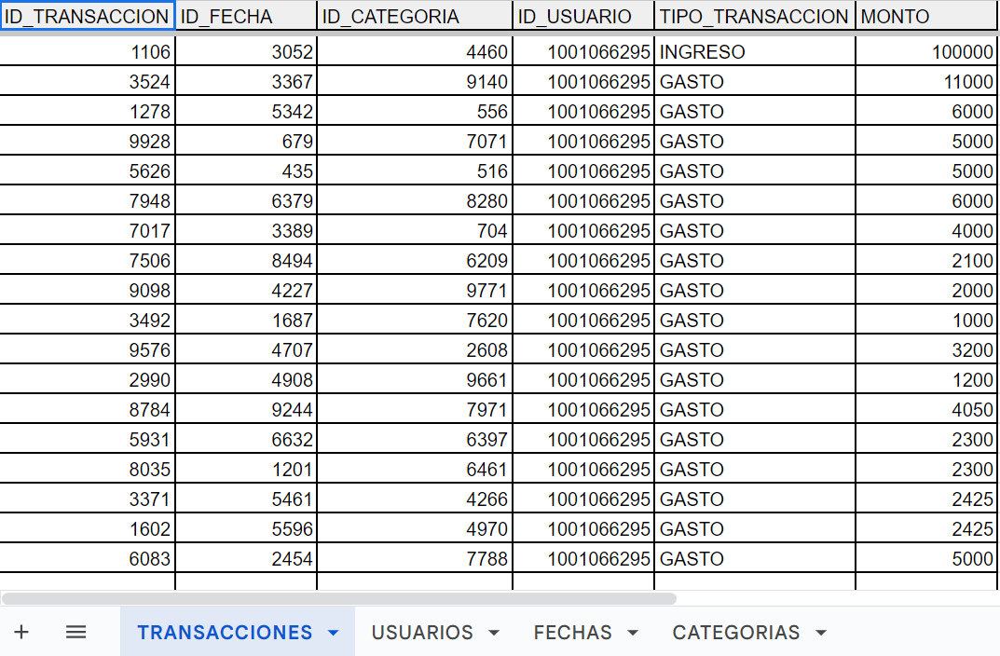 ID_TRANSACCION ID_FECHA ID_CATEGORIA ID_USUARIO TIPO_TRANSACCION MONTO
1106 3052 4460 1001066295 INGRESO 100000
3524 3367 9140 1001066295 GASTO 11000
1278 5342 556 1001066295 GASTO 6000
9928 679 7071 1001066295 GASTO 5000
5626 435 516 1001066295 GASTO 5000
7948 6379 8280 1001066295 GASTO 6000
7017 3389 704 1001066295 GASTO 4000
7506 8494 6209 1001066295 GASTO 2100
9098 4227 9771 1001066295 GASTO 2000
3492 1687 7620 1001066295 GASTO 1000
9576 4707 2608 1001066295 GASTO 3200
2990 4908 9661 1001066295 GASTO 1200
8784 9244 7971 1001066295 GASTO 4050
5931 6632 6397 1001066295 GASTO 2300
8035 1201 6461 1001066295 GASTO 2300
3371 5461 4266 1001066295 GASTO 2425
1602 5596 4970 1001066295 GASTO 2425
6083 2454 7788 1001066295 GASTO 5000
TRANSACCIONES USUARIOS FECHAS CATEGORIAS